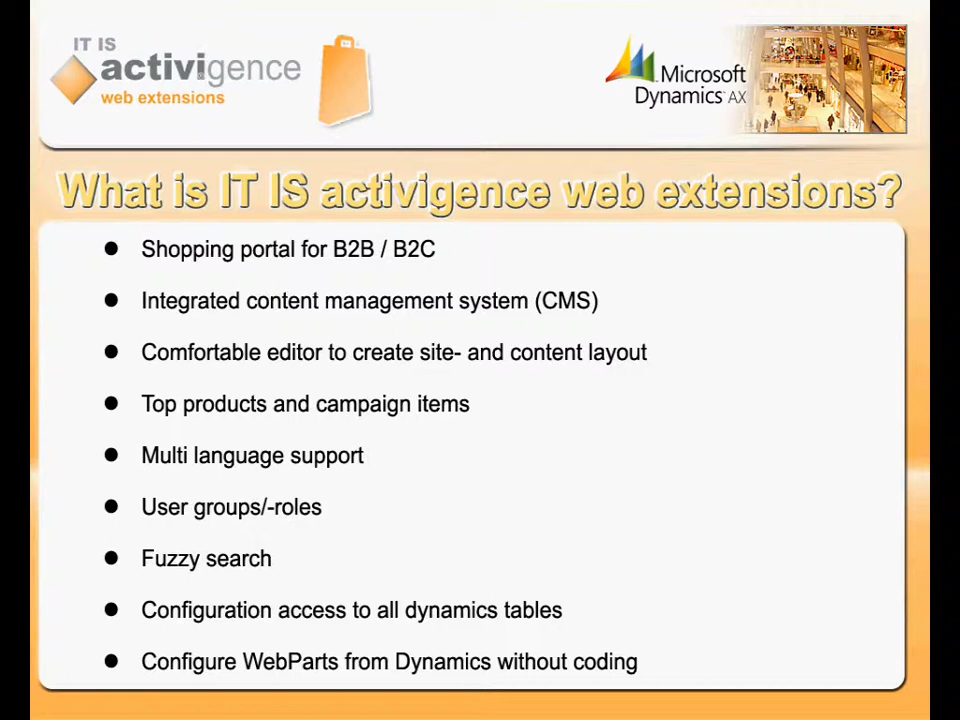 IT IS
activigence
web extensions
Microsoft
Dynamics AX
What is IT IS activigence web extensions?
● Shopping portal for B2B / B2C
● Integrated content management system (CMS)
● Comfortable editor to create site- and content layout
● Top products and campaign items
● Multi language support
● User groups/-roles
● Fuzzy search
● Configuration access to all dynamics tables
● Configure WebParts from Dynamics without coding